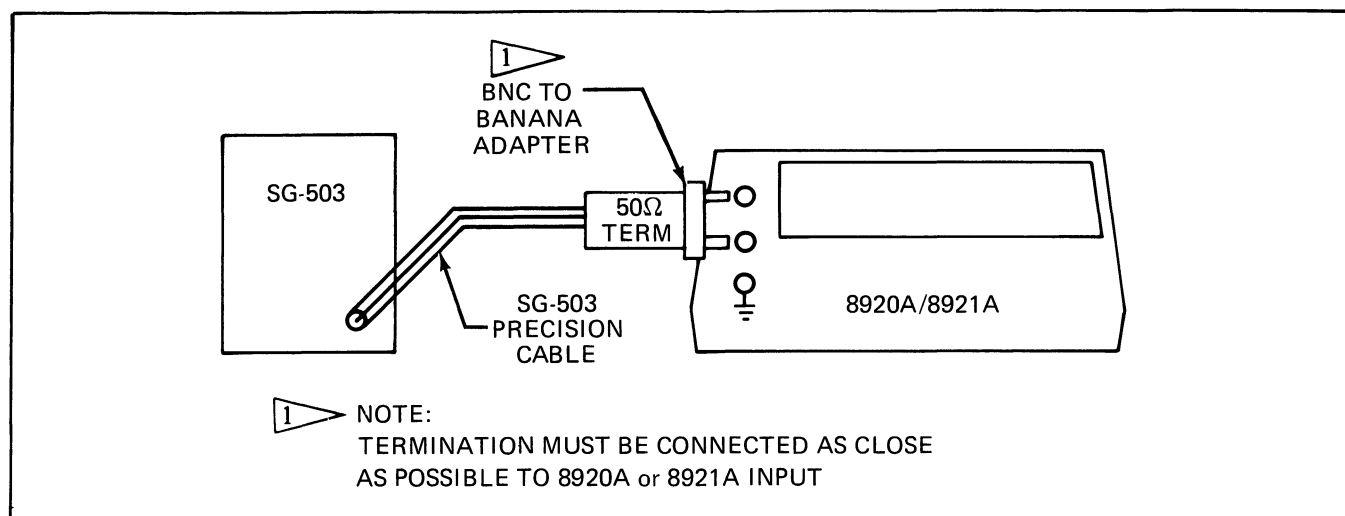 1
BNC TO
BANANA
ADAPTER
SG-503
50Ω
TERM
SG-503
PRECISION
CABLE
8920A/8921A
1 NOTE:
TERMINATION MUST BE CONNECTED AS CLOSE
AS POSSIBLE TO 8920A or 8921A INPUT